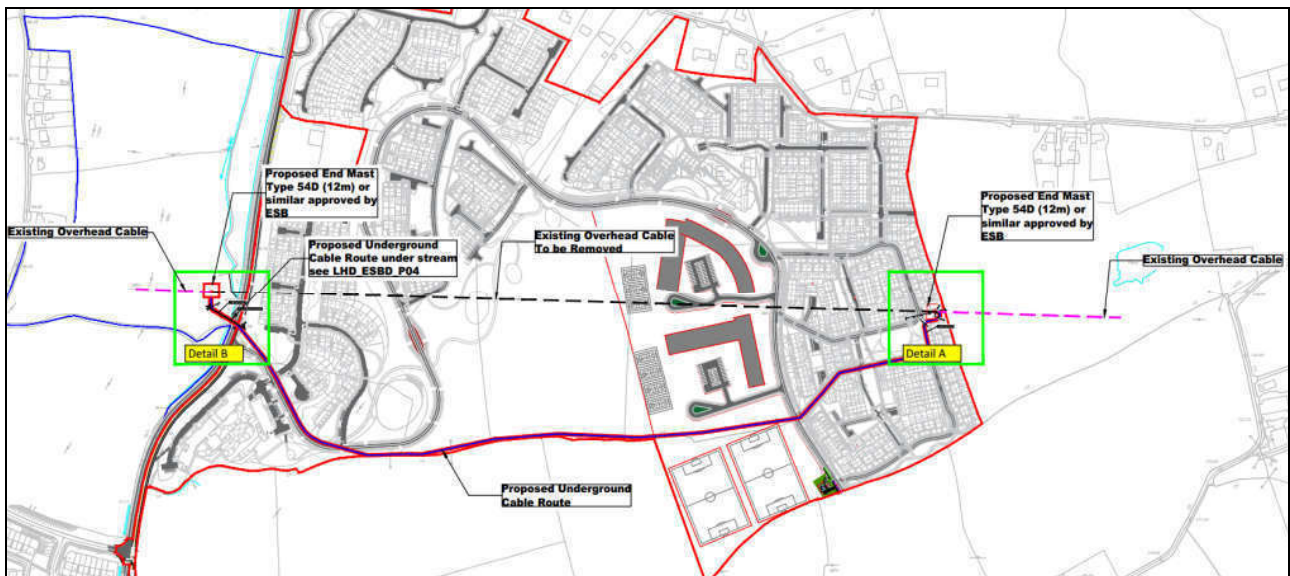 Proposed End Mast
Type 54D (12m) or
similar approved by
ESB
Existing Overhead Cable
Proposed Underground
Cable Route under stream
see LHD_ESBD_P04
Existing Overhead Cable
To be Removed
Proposed End Mast
Type 54D (12m) or
similar approved by
ESB
Existing Overhead Cable
Detail B
Detail A
Proposed Underground
Cable Route